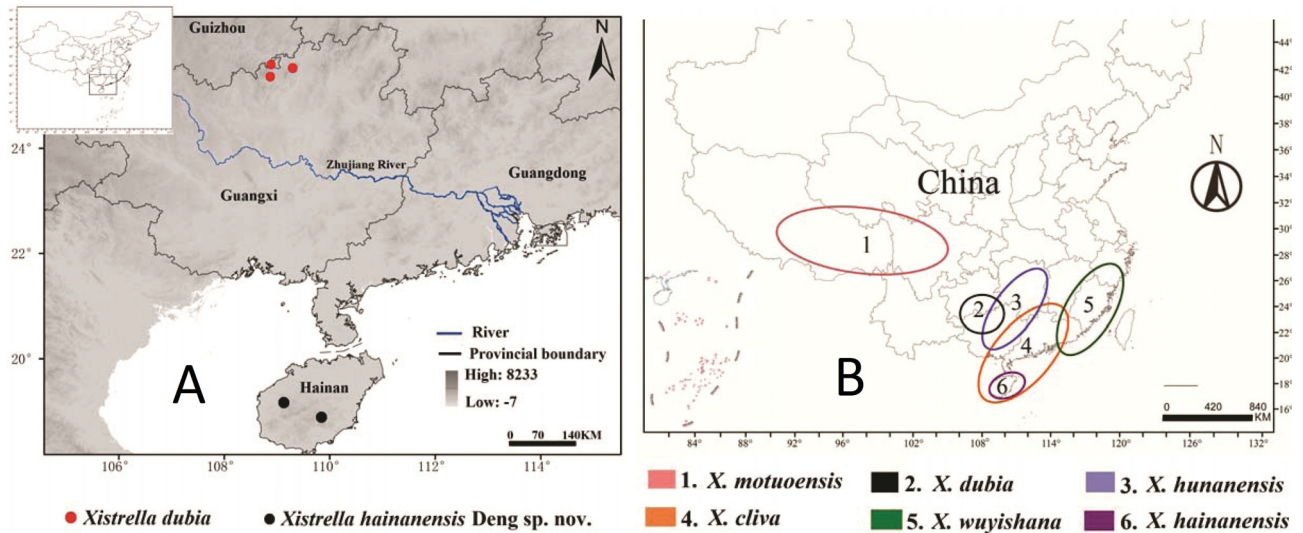 Guizhou
N
24°
Zhujiang River
Guangdong
Guangxi
22°
River
Provincial boundary
High: 8233
Low: -7
20°
Hainan
A
0 70 140KM
106° 108° 110° 112° 114°
Xistrella dubia
Xistrella hainanensis Deng sp. nov.
44°N
42°
40°
38°
36°
34°
32°
30°
28°
26°
24°
22°
20°
18°
16°
N
China
1
2
3
4
5
6
B
0 420 840
KM
84° 92° 96° 102° 108° 114° 120° 126° 132°E
1. X. motuoensis
2. X. dubia
3. X. hunanensis
4. X. cliva
5. X. wuyishana
6. X. hainanensis